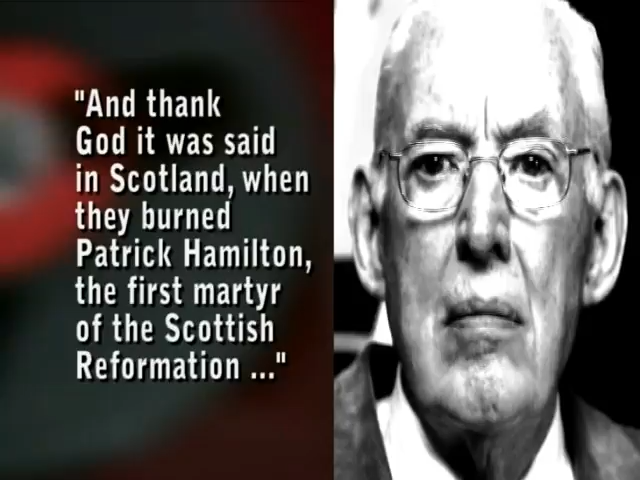 "And thank
God it was said
in Scotland, when
they burned
Patrick Hamilton,
the first martyr
of the Scottish
Reformation ..."